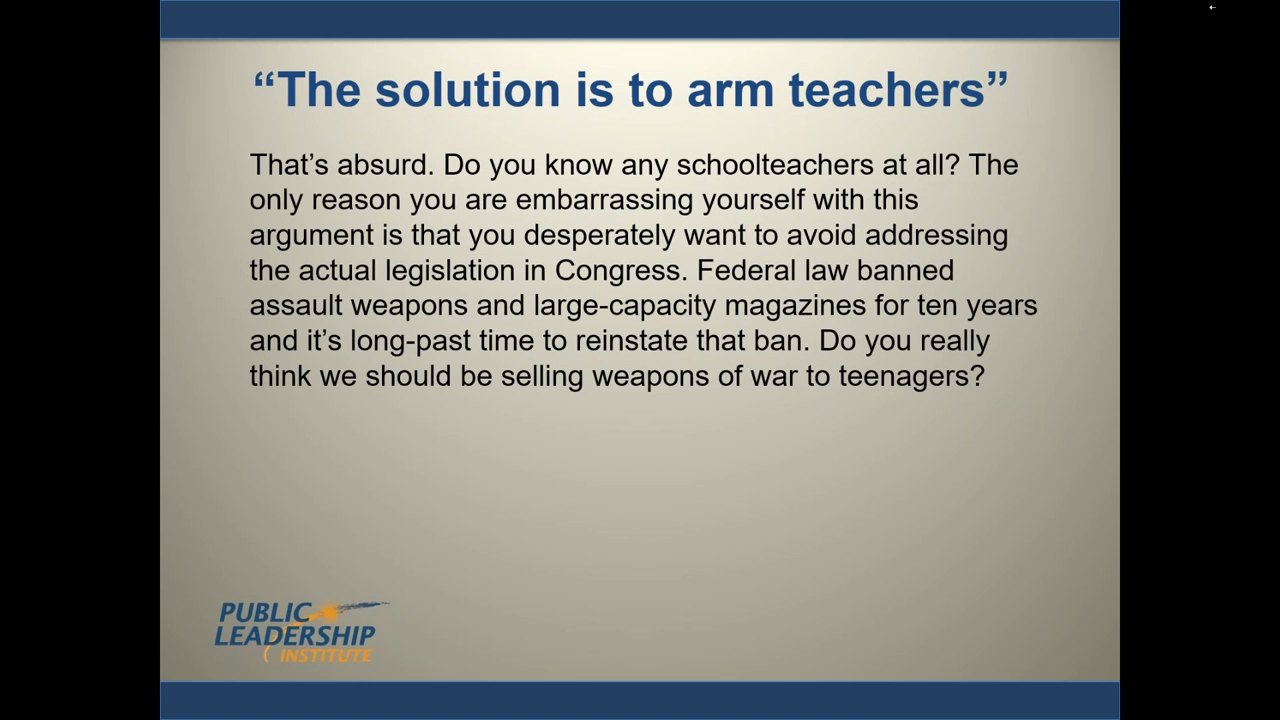 “The solution is to arm teachers”
That’s absurd. Do you know any schoolteachers at all? The
only reason you are embarrassing yourself with this
argument is that you desperately want to avoid addressing
the actual legislation in Congress. Federal law banned
assault weapons and large-capacity magazines for ten years
and it’s long-past time to reinstate that ban. Do you really
think we should be selling weapons of war to teenagers?
PUBLIC
LEADERSHIP
INSTITUTE